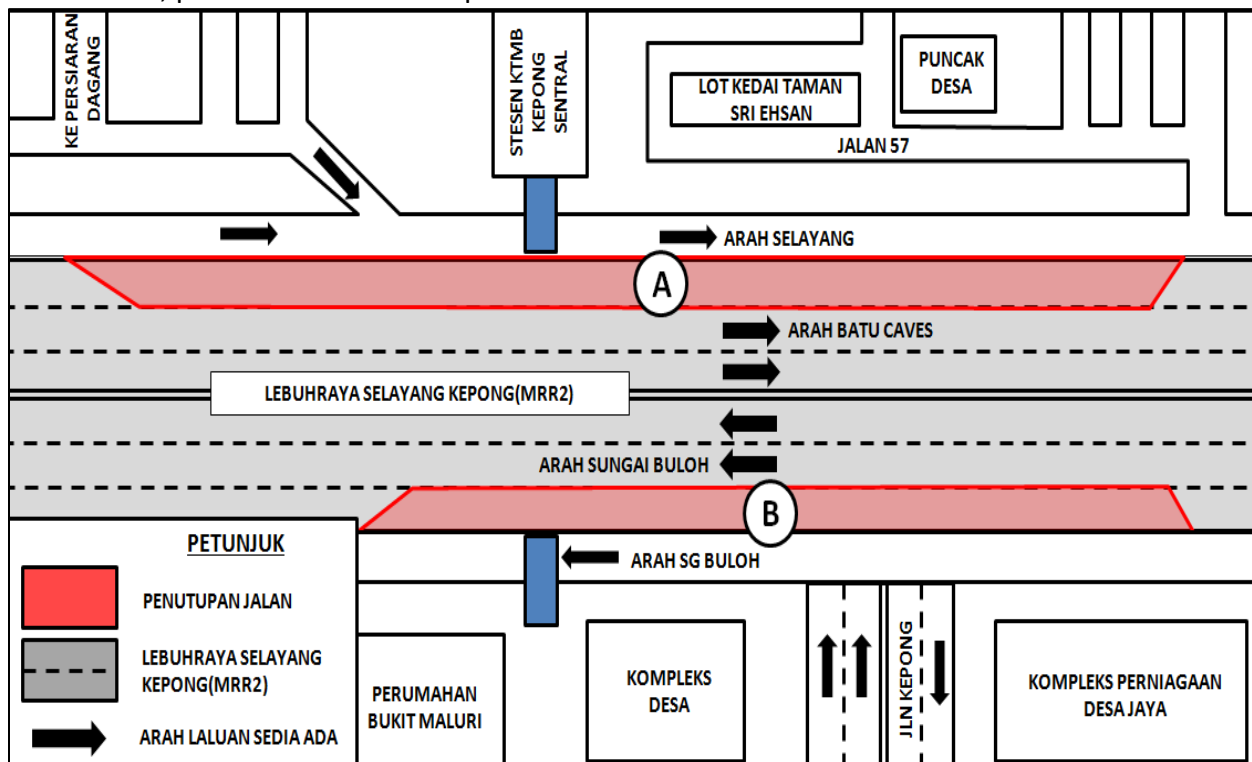 KE PERSIARAN
DAGANG
STESEN KTMB
KEPONG
SENTRAL
LOT KEDAI TAMAN
SRI EHSAN
PUNCAK
DESA
JALAN 57
ARAH SELAYANG
A
ARAH BATU CAVES
LEBUHRAYA SELAYANG KEPONG(MRR2)
ARAH SUNGAI BULOH
B
ARAH SG BULOH
PETUNJUK
PENUTUPAN JALAN
LEBUHRAYA SELAYANG
KEPONG(MRR2)
ARAH LALUAN SEDIA ADA
PERUMAHAN
BUKIT MALURI
KOMPLEKS
DESA
JLN KEPONG
KOMPLEKS PERNIAGAAN
DESA JAYA